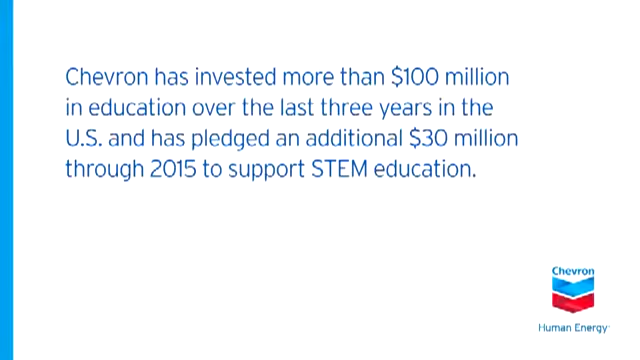 Chevron has invested more than $100 million
in education over the last three years in the
U.S. and has pledged an additional $30 million
through 2015 to support STEM education.
Chevron
Human Energy